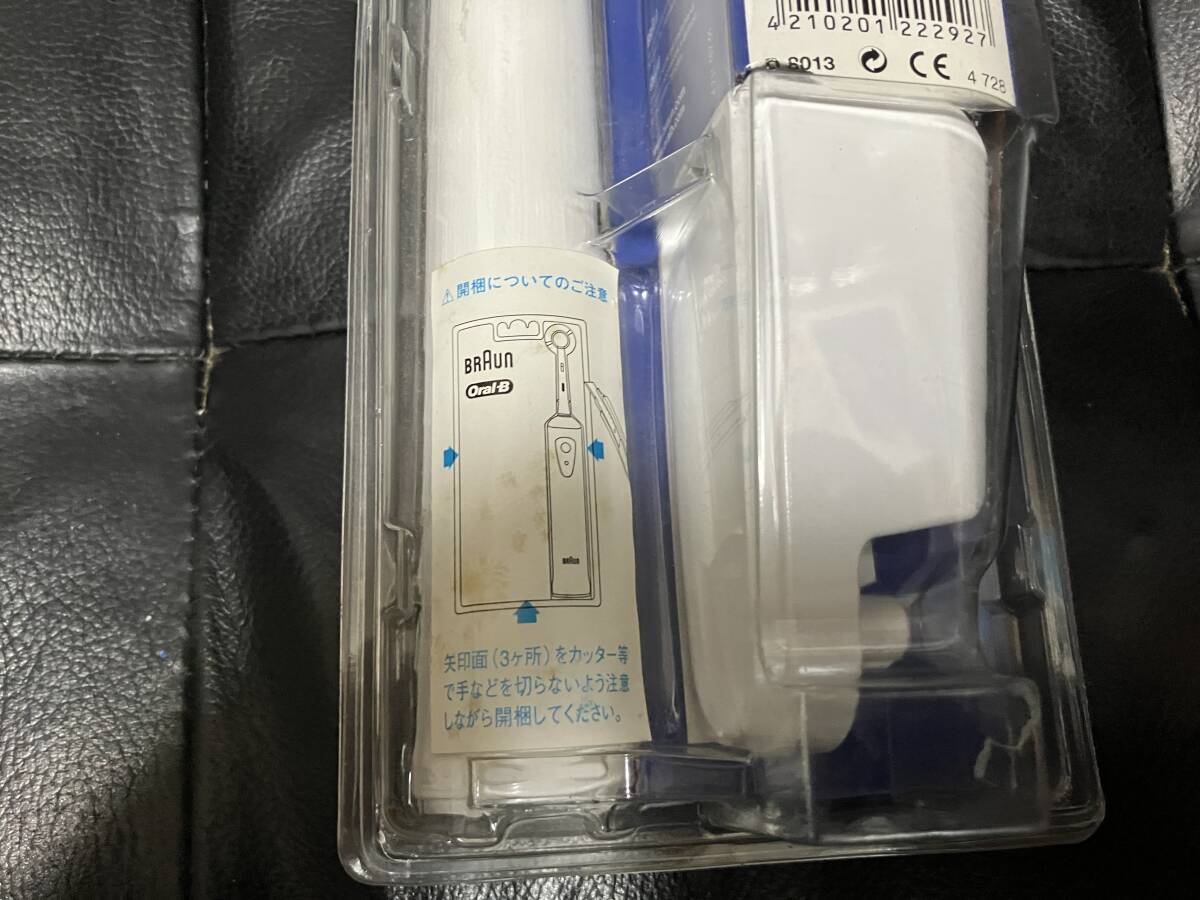 4210201222927
6013 CE 4 728
⚠開梱についてのご注意
BRAUN
Oral-B
BRAUN
矢印面(3ヶ所)をカッター等
で手などを切らないよう注意
しながら開梱してください。